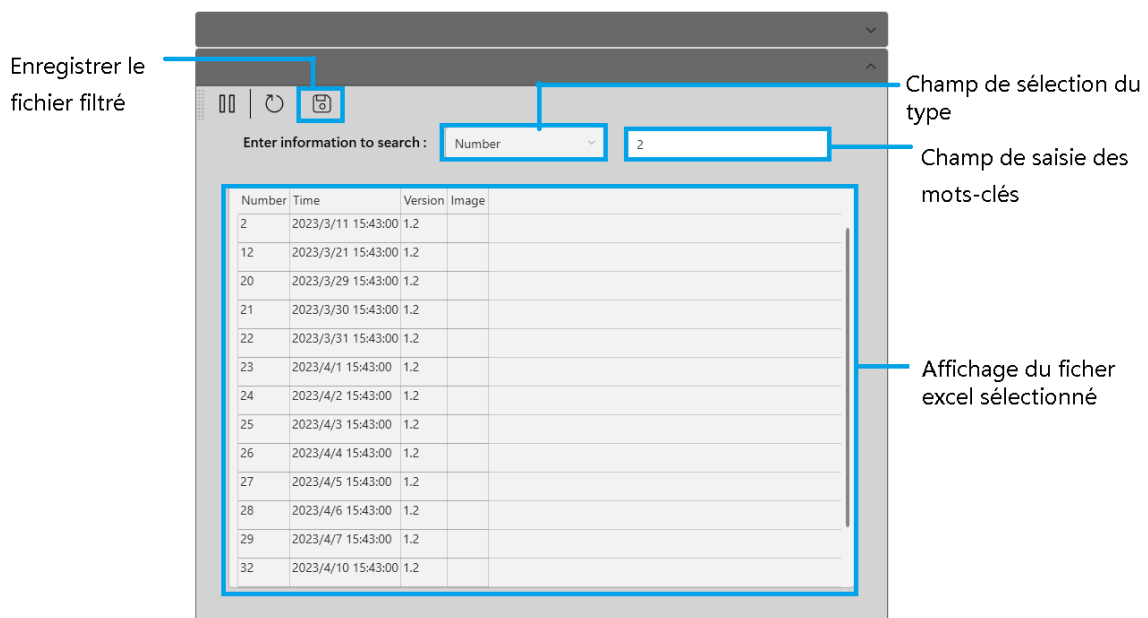 Enregistrer le
fichier filtré
Champ de sélection du
type
Enter information to search :
Number
2
Champ de saisie des
mots-clés
Number Time Version Image
2 2023/3/11 15:43:00 1.2
12 2023/3/21 15:43:00 1.2
20 2023/3/29 15:43:00 1.2
21 2023/3/30 15:43:00 1.2
22 2023/3/31 15:43:00 1.2
23 2023/4/1 15:43:00 1.2
24 2023/4/2 15:43:00 1.2
25 2023/4/3 15:43:00 1.2
26 2023/4/4 15:43:00 1.2
27 2023/4/5 15:43:00 1.2
28 2023/4/6 15:43:00 1.2
29 2023/4/7 15:43:00 1.2
32 2023/4/10 15:43:00 1.2
Affichage du ficher
excel sélectionné